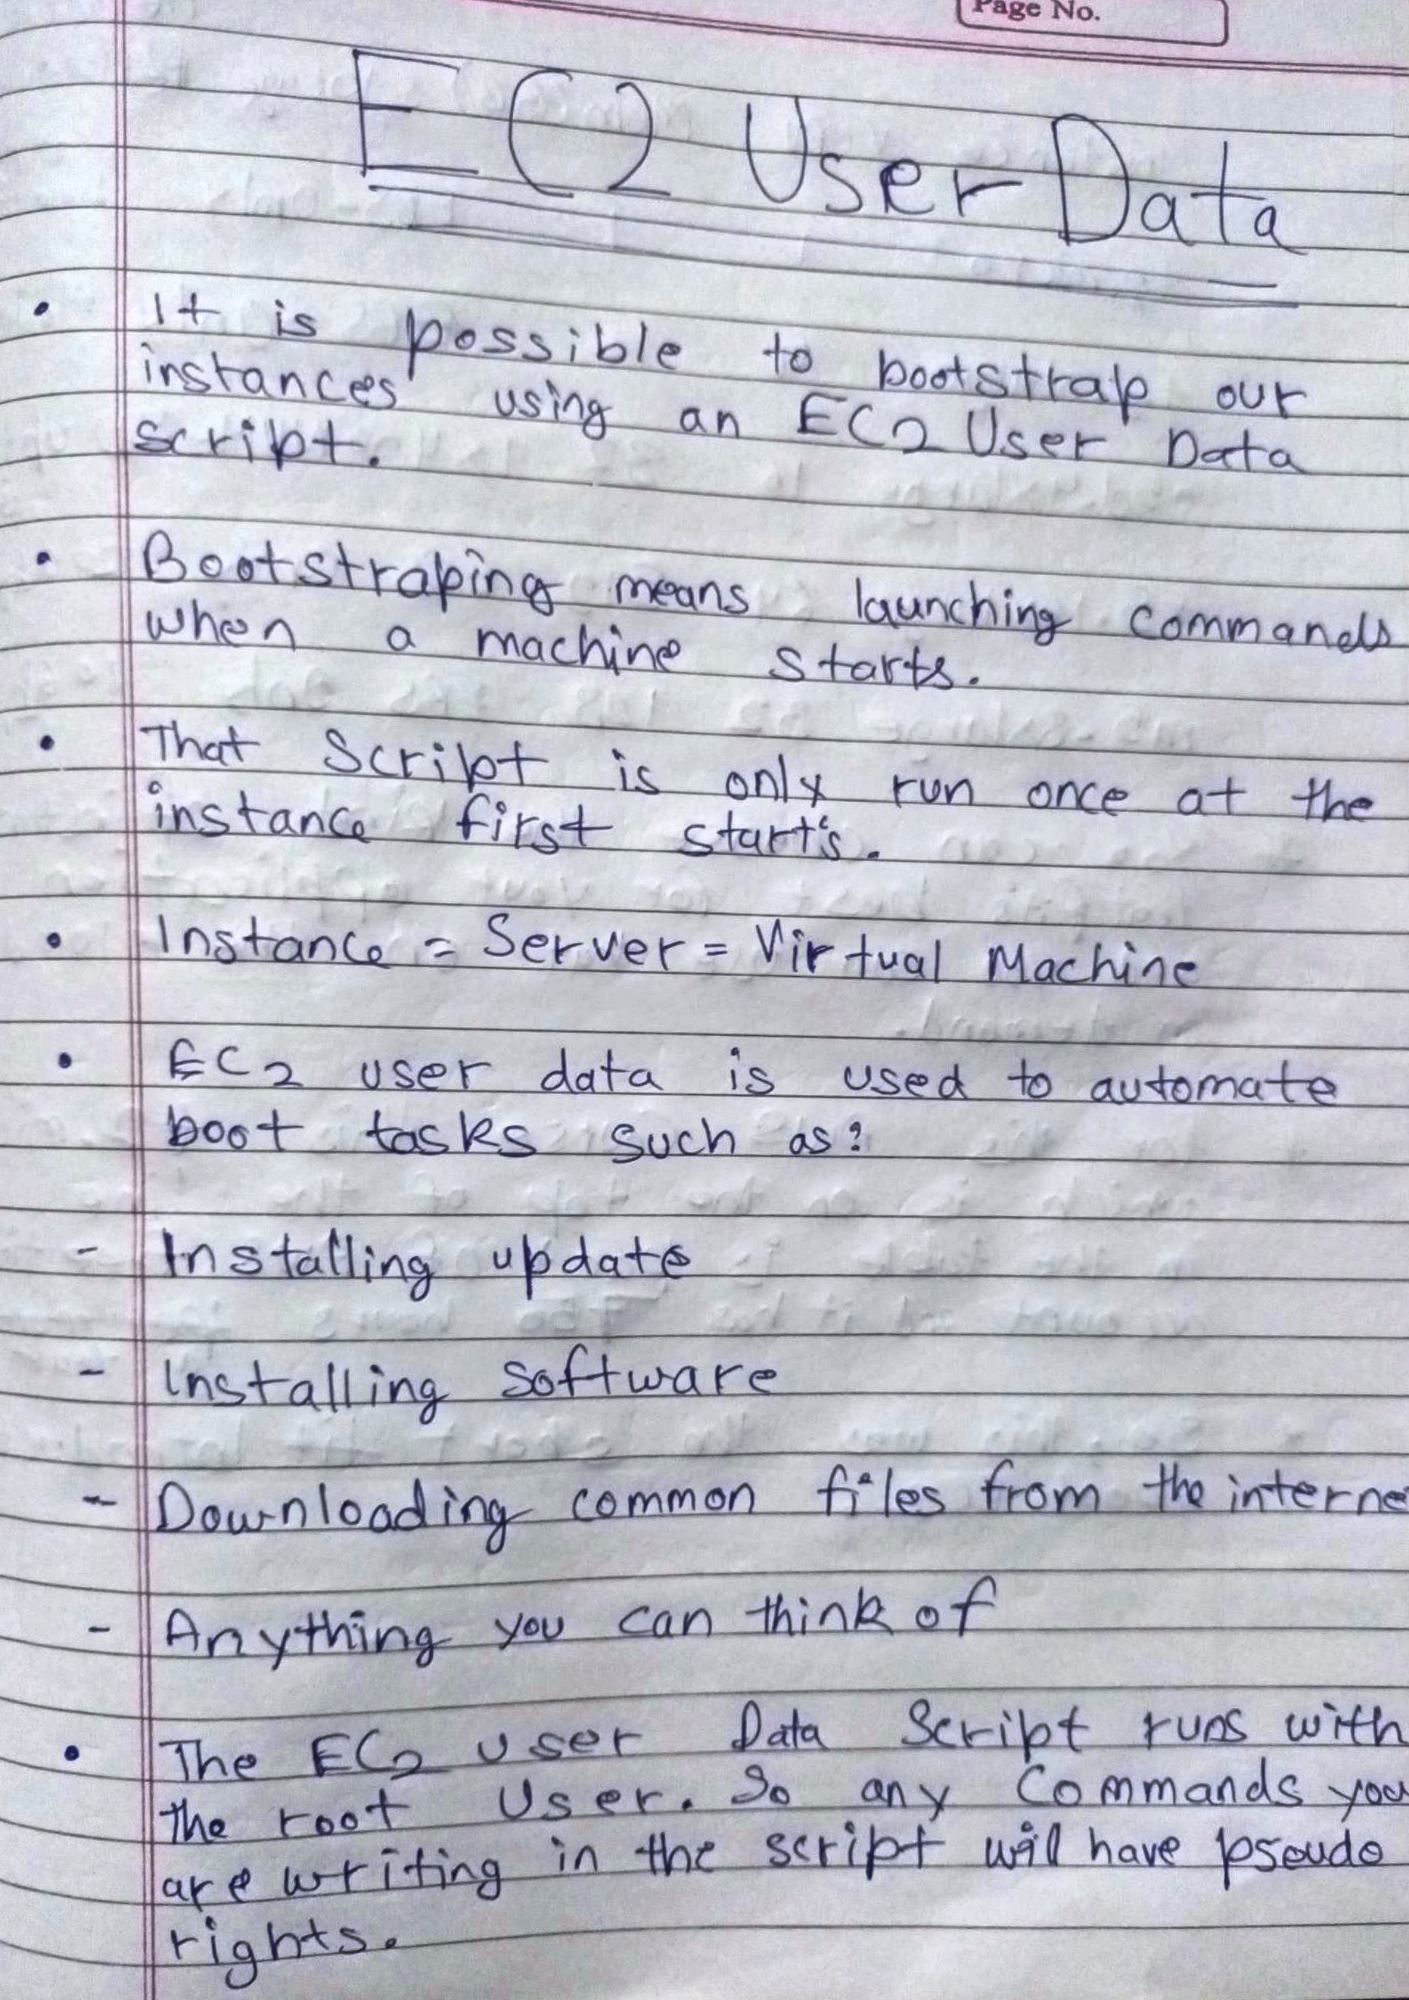 Page No.
EC2 User Data
• It is possible to bootstrap our
instances using an EC2 User Data
script.
• Bootstraping means launching commands
when a machine starts.
• That Script is only run once at the
instance first start's.
• Instance = Server = Virtual Machine
• EC2 user data is used to automate
boot tasks such as:
- Installing update
- Installing software
- Downloading common files from the interne
- Anything you can think of
• The EC2 user Data Script runs with
the root User. So any Commands you
are writing in the script will have pseudo
rights.